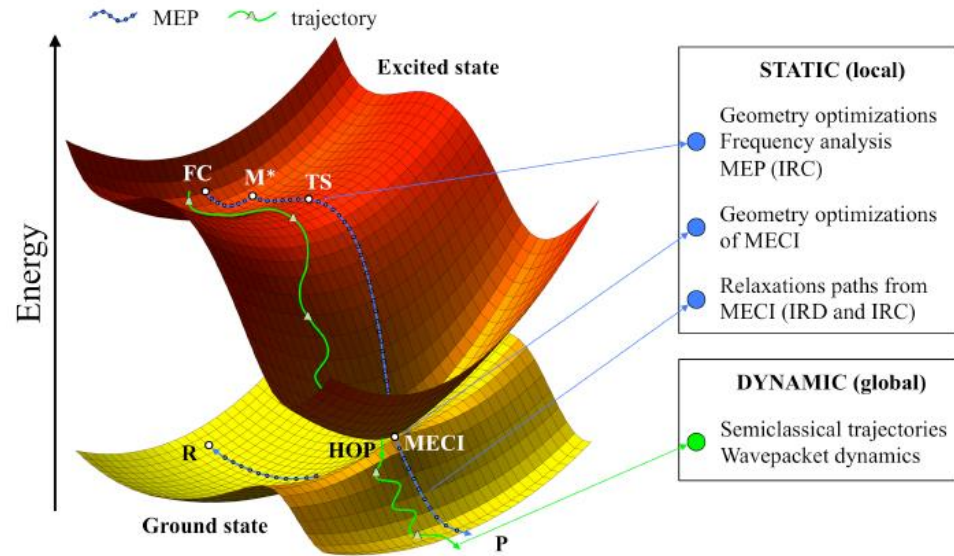 MEP
trajectory
Excited state
FC
M*
TS
Energy
R
HOP
MECI
Ground state
P
STATIC (local)
Geometry optimizations
Frequency analysis
MEP (IRC)
Geometry optimizations
of MECI
Relaxations paths from
MECI (IRD and IRC)
DYNAMIC (global)
Semiclassical trajectories
Wavepacket dynamics